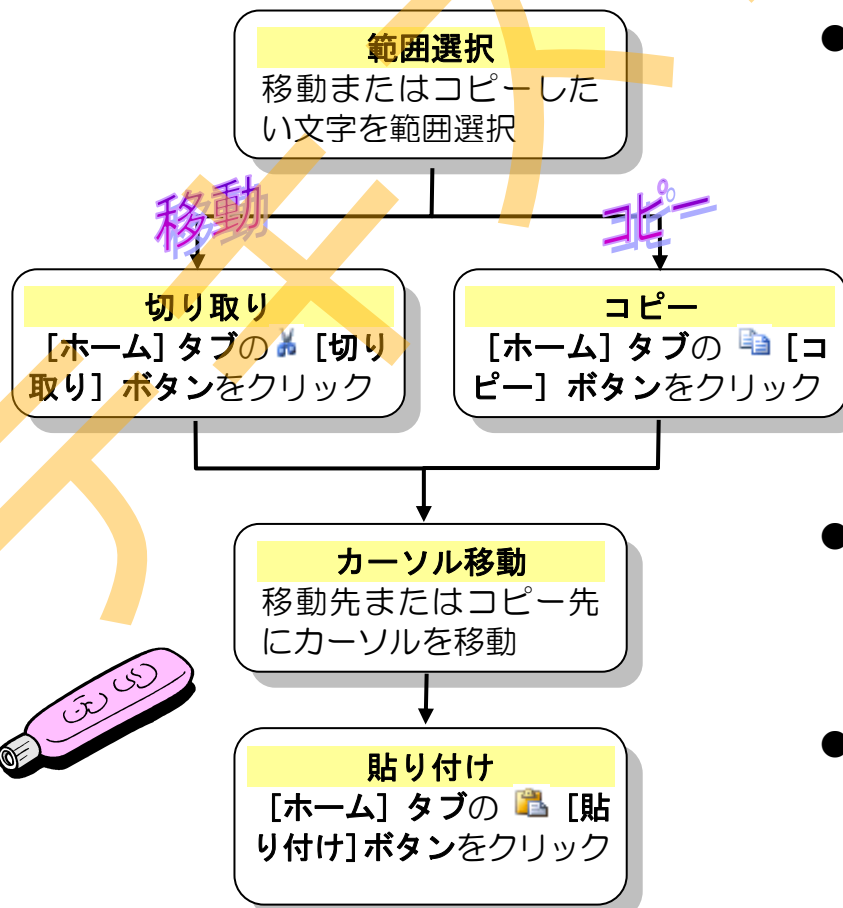 範囲選択
移動またはコピーした
い文字を範囲選択
移動
コピー
切り取り
［ホーム］タブの［切り
取り］ボタンをクリック
コピー
［ホーム］タブの［コ
ピー］ボタンをクリック
カーソル移動
移動先またはコピー先
にカーソルを移動
のり
貼り付け
［ホーム］タブの［貼
り付け］ボタンをクリック